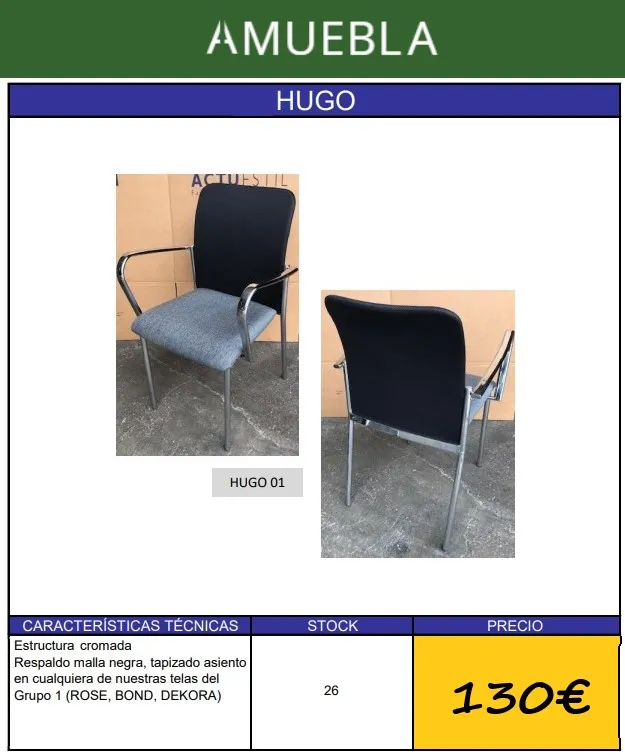 AMUEBLA
HUGO
ACTUESTIL
HUGO 01
CARACTERÍSTICAS TÉCNICAS
STOCK
PRECIO
Estructura cromada
Respaldo malla negra, tapizado asiento
en cualquiera de nuestras telas del
Grupo 1 (ROSE, BOND, DEKORA)
26
130€